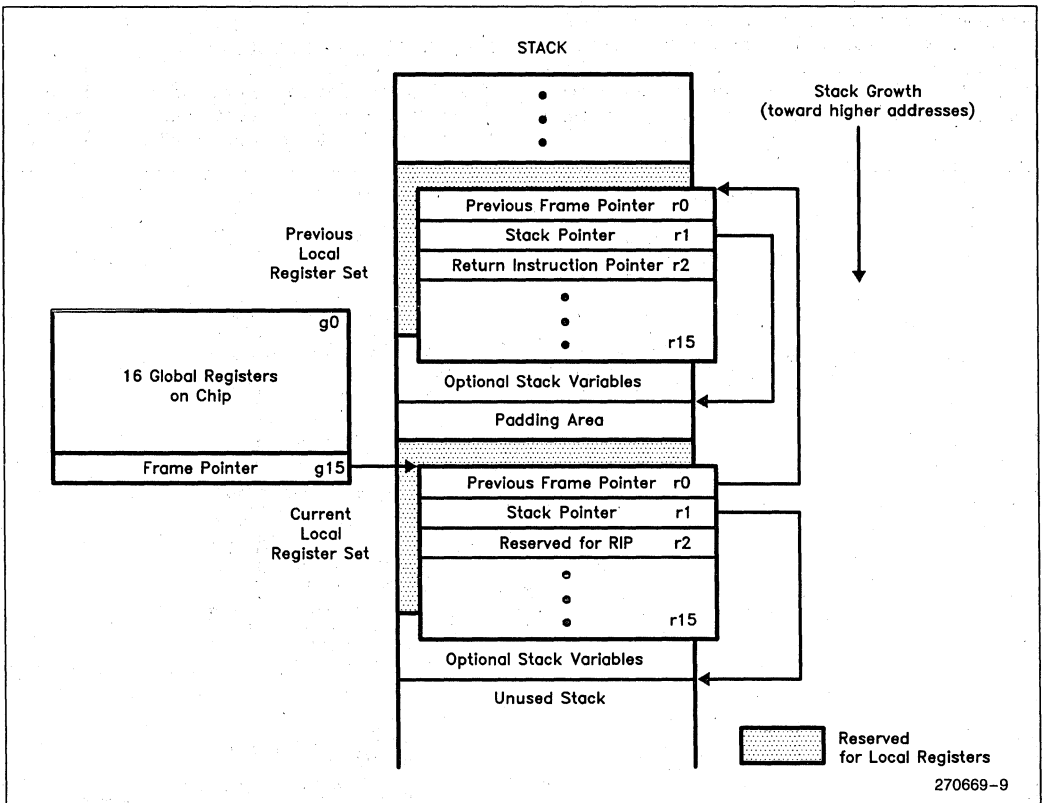 STACK
Stack Growth
(toward higher addresses)
Previous Frame Pointer r0
Stack Pointer r1
Return Instruction Pointer r2
r15
Previous
Local
Register Set
g0
16 Global Registers
on Chip
Frame Pointer g15
Optional Stack Variables
Padding Area
Previous Frame Pointer r0
Stack Pointer r1
Reserved for RIP r2
r15
Current
Local
Register Set
Optional Stack Variables
Unused Stack
Reserved
for Local Registers
270669-9